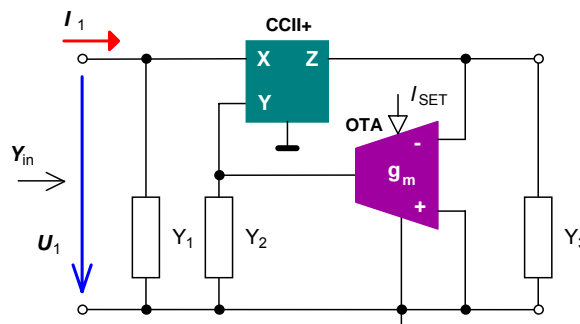 I 1
CCII+
X Z
Y
I SET
OTA
-
g m
+
Y in
U 1
Y 1
Y 2